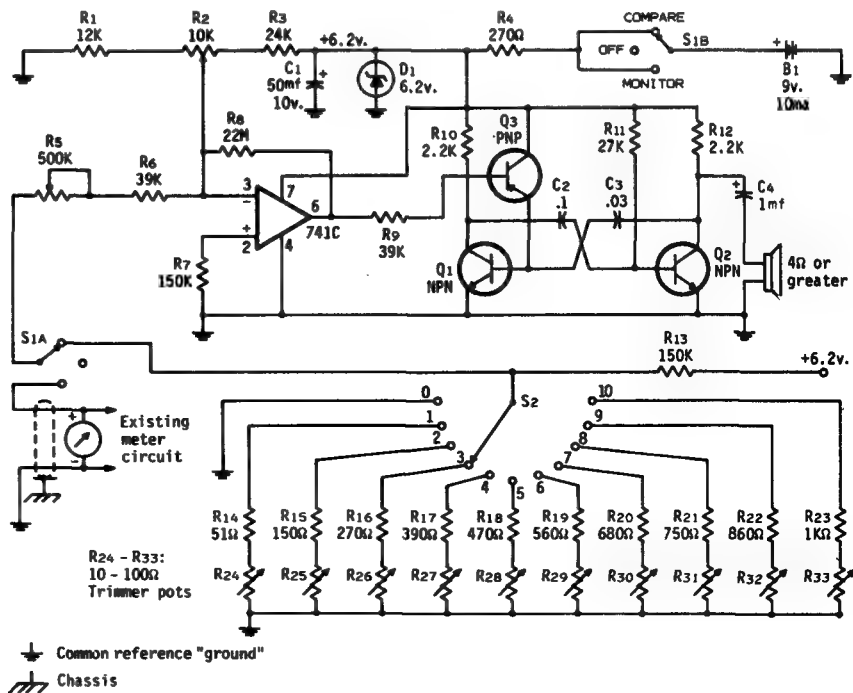 R1
12K
R2
10K
R3
24K
+6.2v.
C1
50mf
10v.
+
D1
6.2v.
R4
270Ω
COMPARE
OFF
S1B
MONITOR
+
B1
9v.
10ma
R5
500K
R6
39K
R8
22M
3
-
7
6
741C
+
2
4
R7
150K
R9
39K
R10
2.2K
Q3
PNP
R11
27K
R12
2.2K
C2
.1
C3
.03
+
C4
1mf
Q1
NPN
Q2
NPN
4Ω or
greater
S1A
R13
150K
+6.2v.
+
-
Existing
meter
circuit
S2
0
1
2
3
4
5
6
7
8
9
10
R14
51Ω
R15
150Ω
R16
270Ω
R17
390Ω
R18
470Ω
R19
560Ω
R20
680Ω
R21
750Ω
R22
860Ω
R23
1KΩ
R24 - R33:
10 - 100Ω
Trimmer pots
R24
R25
R26
R27
R28
R29
R30
R31
R32
R33
Common reference "ground"
Chassis